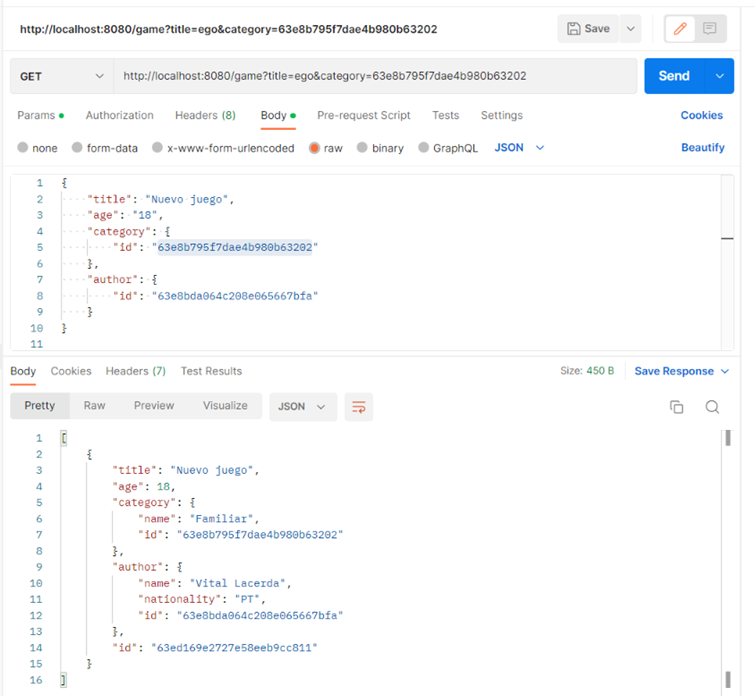 http://localhost:8080/game?title=ego&category=63e8b795f7dae4b980b63202 Save
GET http://localhost:8080/game?title=ego&category=63e8b795f7dae4b980b63202 Send
Params Authorization Headers (8) Body Pre-request Script Tests Settings Cookies
none form-data x-www-form-urlencoded raw binary GraphQL JSON Beautify
1 {
2 "title": "Nuevo juego",
3 "age": "18",
4 "category": {
5 "id": "63e8b795f7dae4b980b63202"
6 },
7 "author": {
8 "id": "63e8bda064c208e065667bfa"
9 }
10 }
11
Body Cookies Headers (7) Test Results Size: 450 B Save Response
Pretty Raw Preview Visualize JSON
1 [
2 {
3 "title": "Nuevo juego",
4 "age": 18,
5 "category": {
6 "name": "Familiar",
7 "id": "63e8b795f7dae4b980b63202"
8 },
9 "author": {
10 "name": "Vital Lacerda",
11 "nationality": "PT",
12 "id": "63e8bda064c208e065667bfa"
13 },
14 "id": "63ed169e2727e58eeb9cc811"
15 }
16 ]